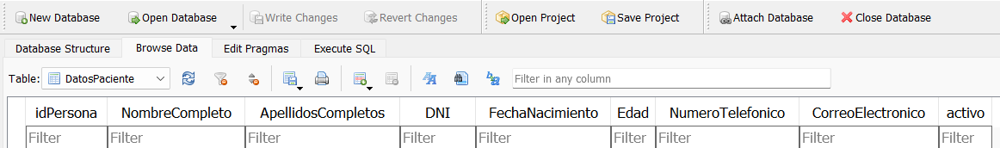 New Database Open Database Write Changes Revert Changes Open Project Save Project Attach Database Close Database
Database Structure Browse Data Edit Pragmas Execute SQL
Table: DatosPaciente Filter in any column
idPersona NombreCompleto ApellidosCompletos DNI FechaNacimiento Edad NumeroTelefonico CorreoElectronico activo
Filter Filter Filter Filter Filter Filter Filter Filter Filter